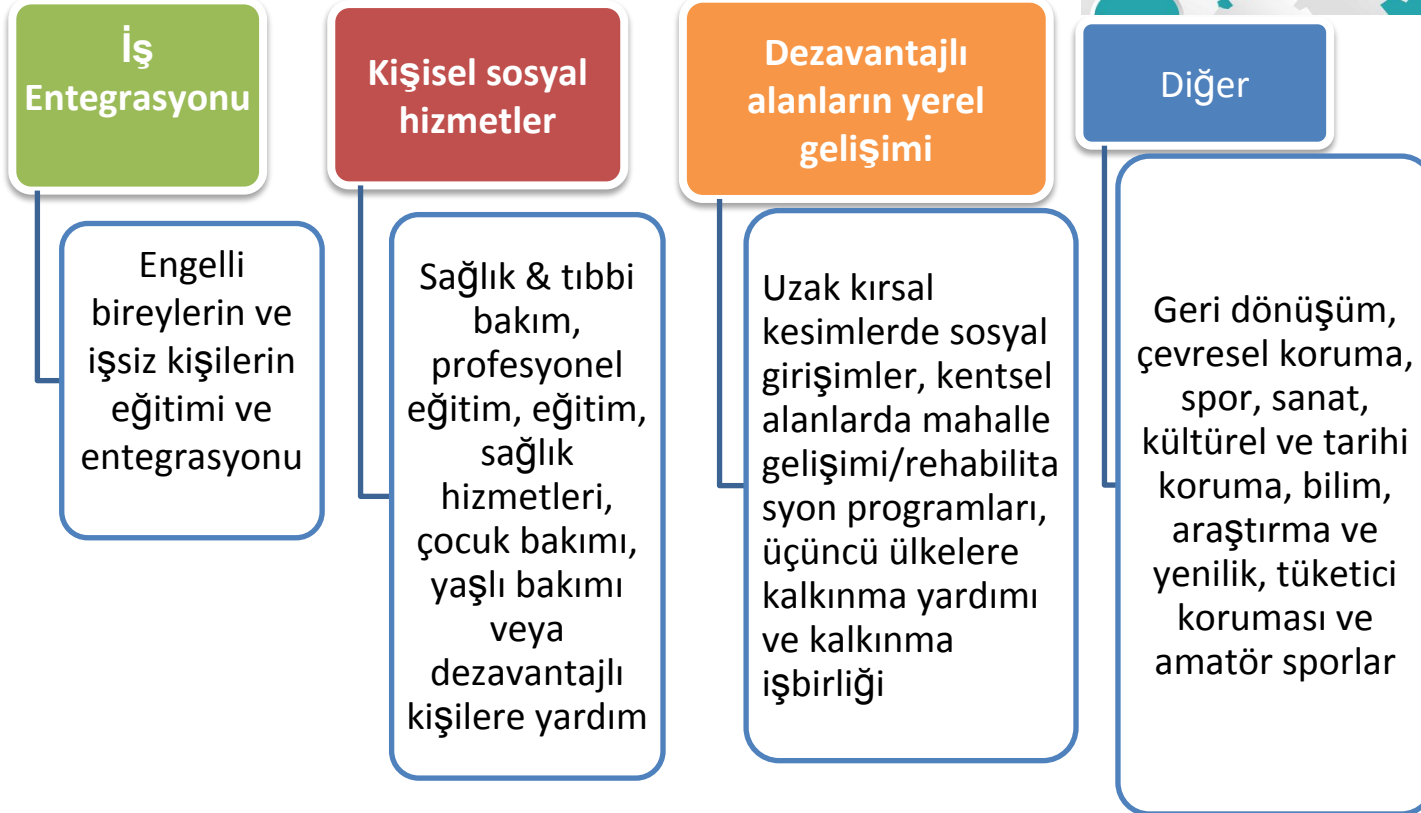 İş
Entegrasyonu
Engelli
bireylerin ve
işsiz kişilerin
eğitimi ve
entegrasyonu
Kişisel sosyal
hizmetler
Sağlık & tıbbi
bakım,
profesyonel
eğitim, eğitim,
sağlık
hizmetleri,
çocuk bakımı,
yaşlı bakımı
veya
dezavantajlı
kişilere yardım
Dezavantajlı
alanların yerel
gelişimi
Uzak kırsal
kesimlerde sosyal
girişimler, kentsel
alanlarda mahalle
gelişimi/rehabilita
syon programları,
üçüncü ülkelere
kalkınma yardımı
ve kalkınma
işbirliği
Diğer
Geri dönüşüm,
çevresel koruma,
spor, sanat,
kültürel ve tarihi
koruma, bilim,
araştırma ve
yenilik, tüketici
koruması ve
amatör sporlar